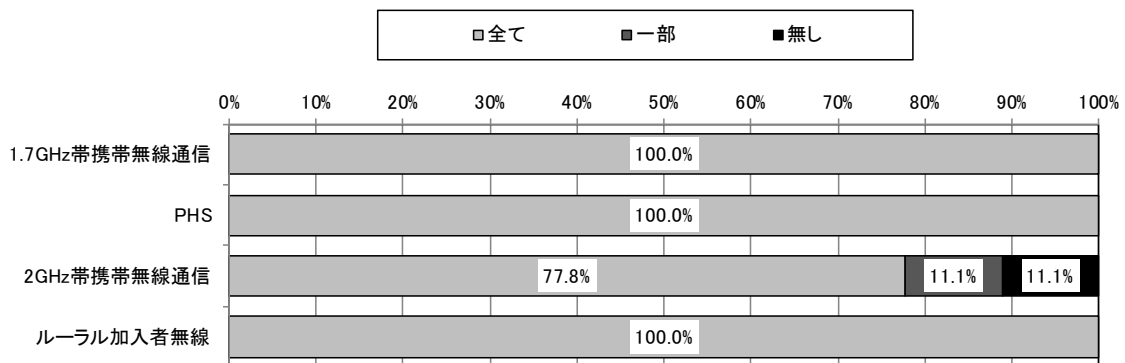 全て 一部 無し
0% 10% 20% 30% 40% 50% 60% 70% 80% 90% 100%
1.7GHz帯携帯無線通信 100.0%
PHS 100.0%
2GHz帯携帯無線通信 77.8% 11.1% 11.1%
ルーラル加入者無線 100.0%